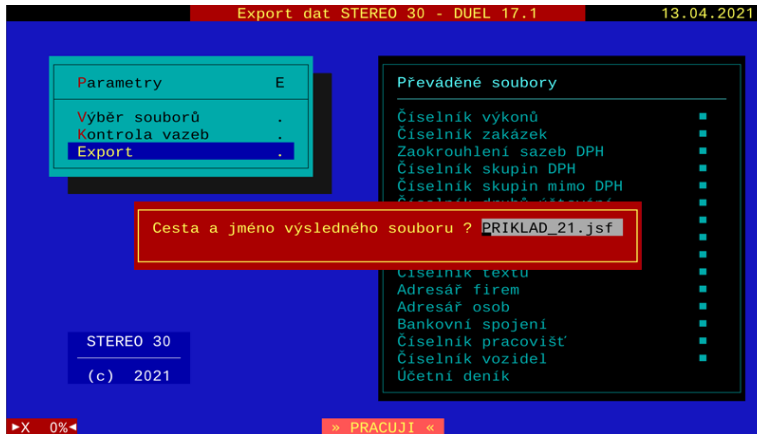 Export dat STEREO 30 - DUEL 17.1 13.04.2021
Parametry E
Výběr souborů .
Kontrola vazeb .
Export .
Převáděné soubory
Číselník výkonů
Číselník zakázek
Zaokrouhlení sazeb DPH
Číselník skupin DPH
Číselník skupin mimo DPH
Cesta a jméno výsledného souboru ? PRIKLAD_21.jsf
Číselník textů
Adresář firem
Adresář osob
Bankovní spojení
Číselník pracovišť
Číselník vozidel
Účetní deník
STEREO 30
(c) 2021
►X 0%◄
» PRACUJI «